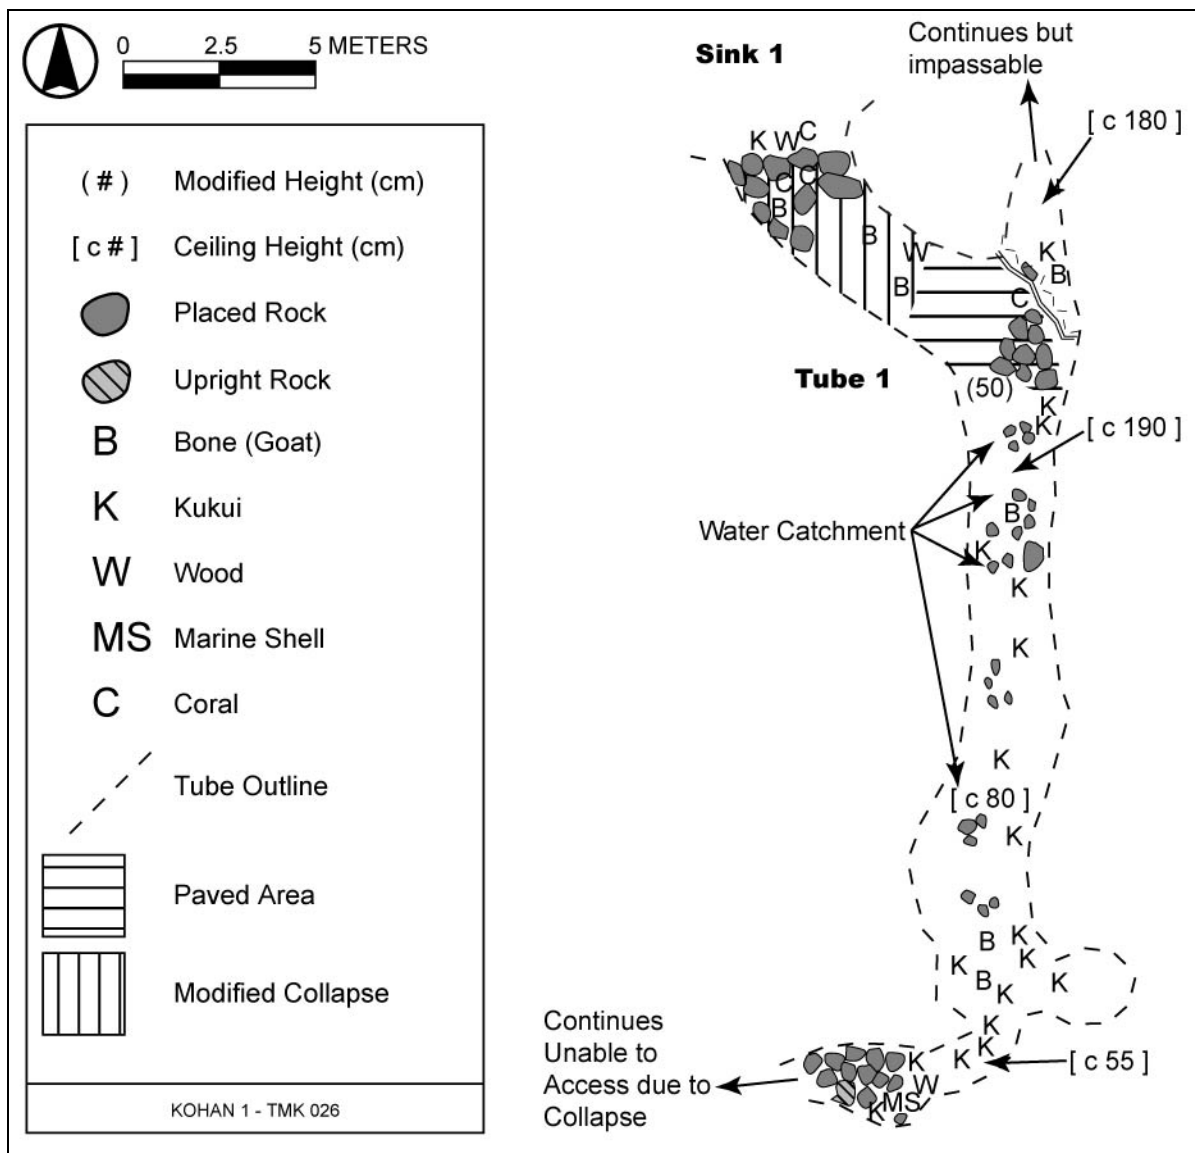 0 2.5 5 METERS
( # ) Modified Height (cm)
[ c # ] Ceiling Height (cm)
Placed Rock
Upright Rock
B Bone (Goat)
K Kukui
W Wood
MS Marine Shell
C Coral
Tube Outline
Paved Area
Modified Collapse
KOHAN 1 - TMK 026
Sink 1
Continues but
impassable
[ c 180 ]
K W C
C C
B
B
W
B
K
B
C
Tube 1
(50)
K
K
[ c 190 ]
Water Catchment
B
K
K
K
K
[ c 80 ]
K
B K
K K
B K K
K
K
K K
[ c 55 ]
W
MS
K
Continues
Unable to
Access due to
Collapse